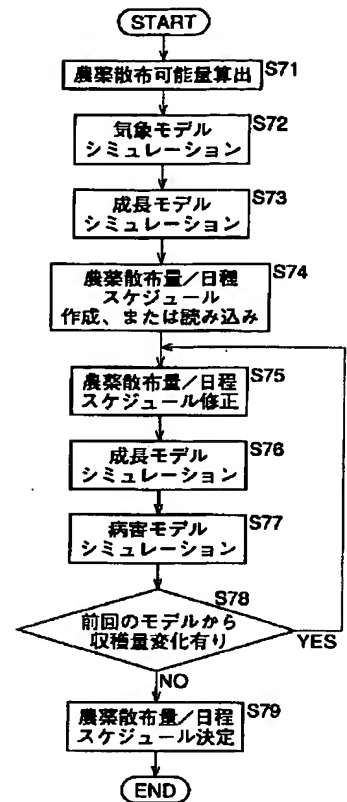 START
農薬散布可能量算出
S71
気象モデル
シミュレーション
S72
成長モデル
シミュレーション
S73
農薬散布量/日程
スケジュール
作成、または読み込み
S74
農薬散布量/日程
スケジュール修正
S75
成長モデル
シミュレーション
S76
病害モデル
シミュレーション
S77
S78
前回のモデルから
収穫量変化有り
YES
NO
農薬散布量/日程
スケジュール決定
S79
END